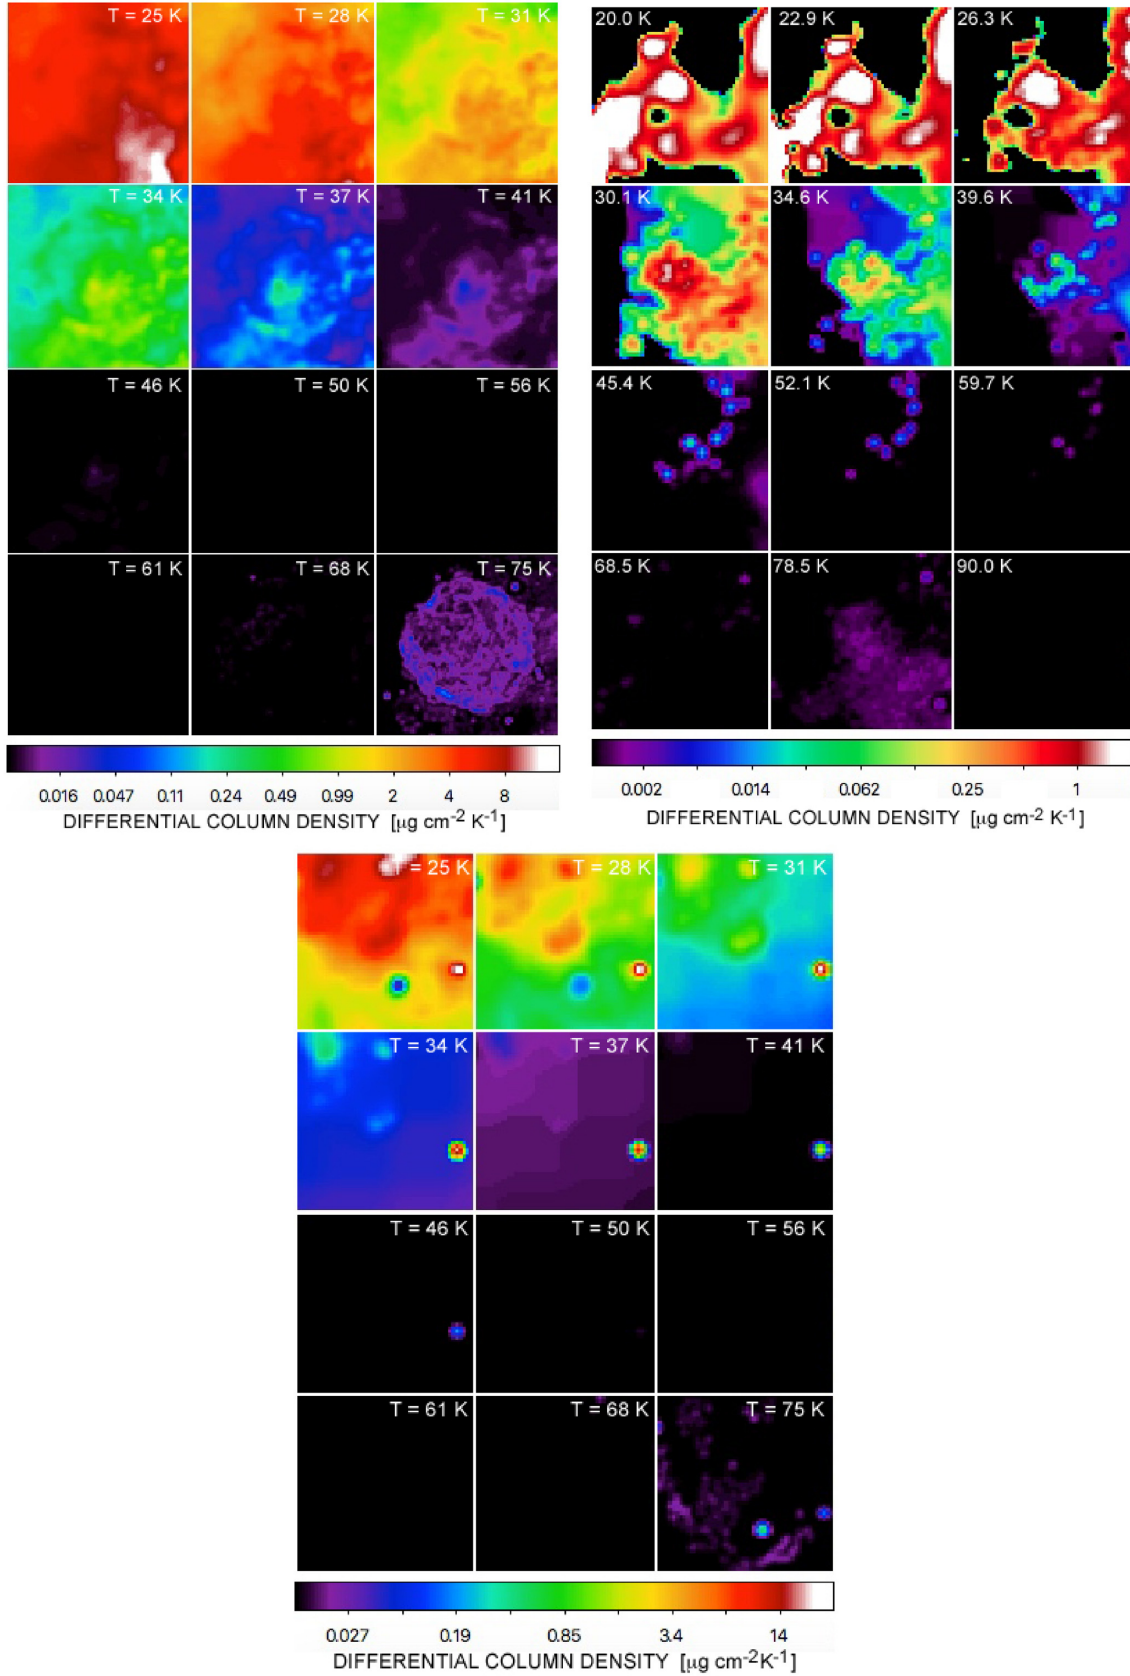 T = 25 K T = 28 K T = 31 K
T = 34 K T = 37 K T = 41 K
T = 46 K T = 50 K T = 56 K
T = 61 K T = 68 K T = 75 K
0.016 0.047 0.11 0.24 0.49 0.99 2 4 8
DIFFERENTIAL COLUMN DENSITY [μg cm-2 K-1]
20.0 K 22.9 K 26.3 K
30.1 K 34.6 K 39.6 K
45.4 K 52.1 K 59.7 K
68.5 K 78.5 K 90.0 K
0.002 0.014 0.062 0.25 1
DIFFERENTIAL COLUMN DENSITY [μg cm-2 K-1]
T = 25 K T = 28 K T = 31 K
T = 34 K T = 37 K T = 41 K
T = 46 K T = 50 K T = 56 K
T = 61 K T = 68 K T = 75 K
0.027 0.19 0.85 3.4 14
DIFFERENTIAL COLUMN DENSITY [μg cm-2K-1]